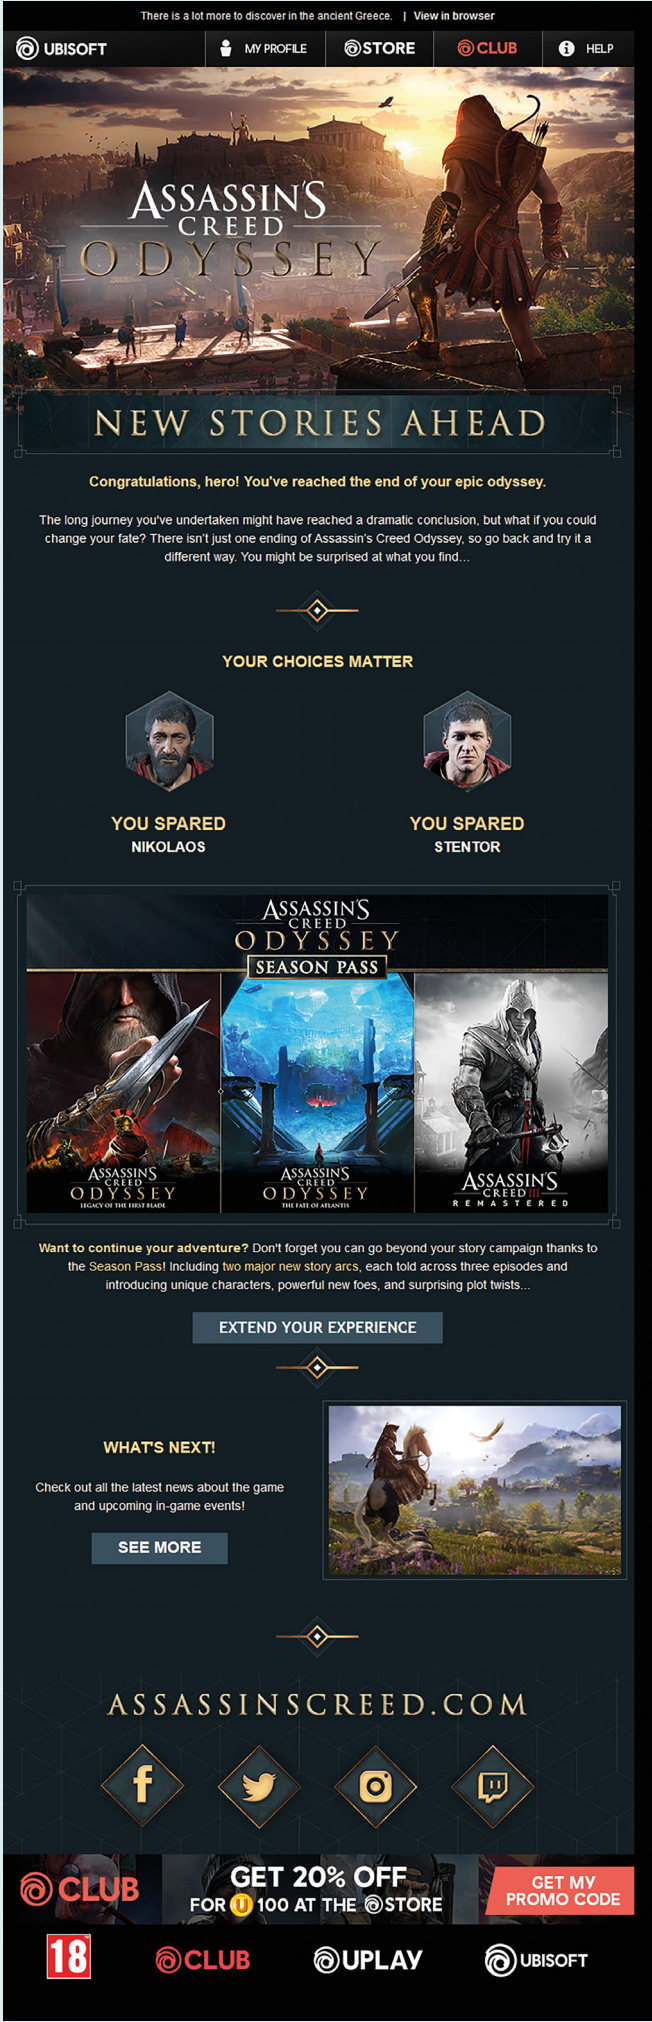 There is a lot more to discover in the ancient Greece. | View in browser
UBISOFT MY PROFILE STORE CLUB HELP
ASSASSIN'S
CREED
ODYSSEY
NEW STORIES AHEAD
Congratulations, hero! You've reached the end of your epic odyssey.
The long journey you've undertaken might have reached a dramatic conclusion, but what if you could
change your fate? There isn't just one ending of Assassin's Creed Odyssey, so go back and try it a
different way. You might be surprised at what you find...
YOUR CHOICES MATTER
YOU SPARED
NIKOLAOS
YOU SPARED
STENTOR
ASSASSIN'S
CREED
ODYSSEY
SEASON PASS
ASSASSIN'S
CREED
ODYSSEY
LEGACY OF THE FIRST BLADE
ASSASSIN'S
CREED
ODYSSEY
THE FATE OF ATLANTIS
ASSASSIN'S
CREED III
REMASTERED
Want to continue your adventure? Don't forget you can go beyond your story campaign thanks to
the Season Pass! Including two major new story arcs, each told across three episodes and
introducing unique characters, powerful new foes, and surprising plot twists...
EXTEND YOUR EXPERIENCE
WHAT'S NEXT!
Check out all the latest news about the game
and upcoming in-game events!
SEE MORE
ASSASSINSCREED.COM
CLUB
GET 20% OFF
FOR U 100 AT THE STORE
GET MY
PROMO CODE
18 CLUB UPLAY UBISOFT